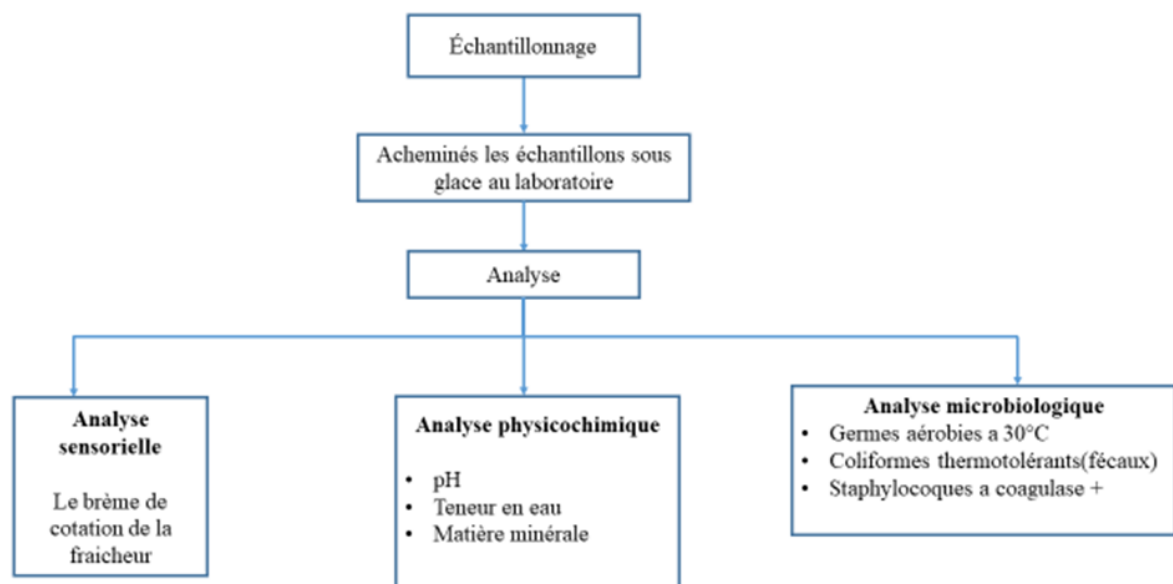 Échantillonnage
Acheminés les échantillons sous
glace au laboratoire
Analyse
Analyse
sensorielle
Le brème de
cotation de la
fraicheur
Analyse physicochimique
• pH
• Teneur en eau
• Matière minérale
Analyse microbiologique
• Germes aérobies a 30°C
• Coliformes thermotolérants(fécaux)
• Staphylocoques a coagulase +